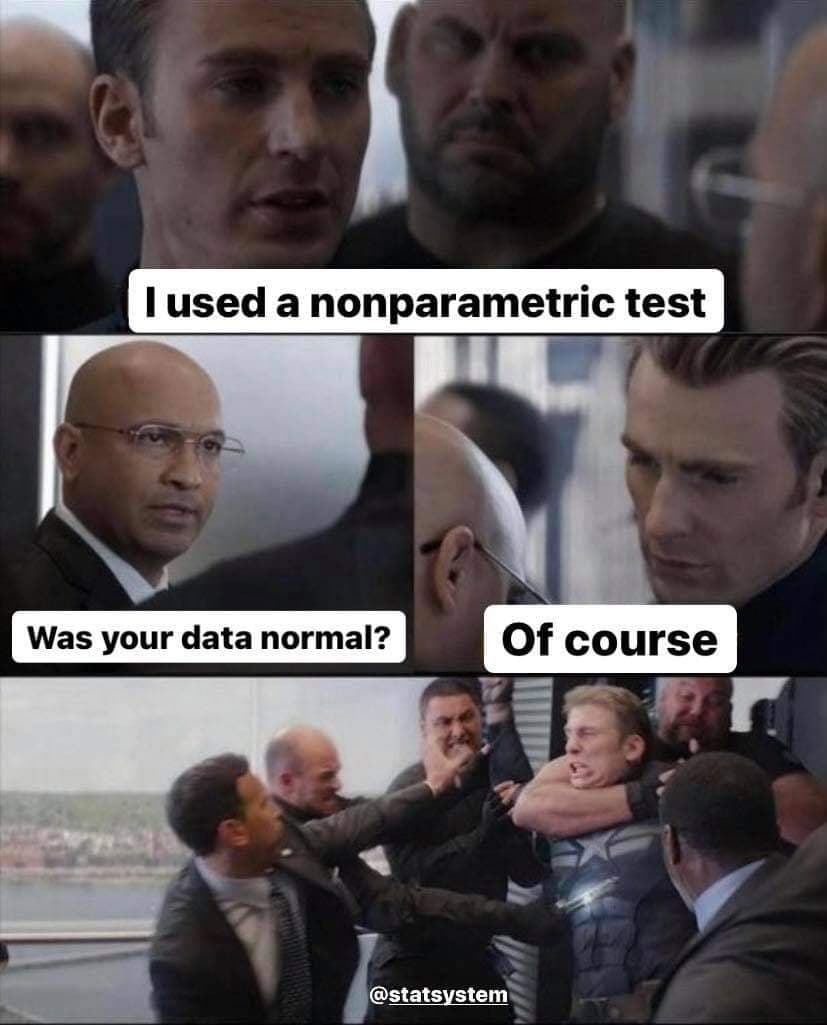 I used a nonparametric test
Was your data normal?
Of course
@statsystem